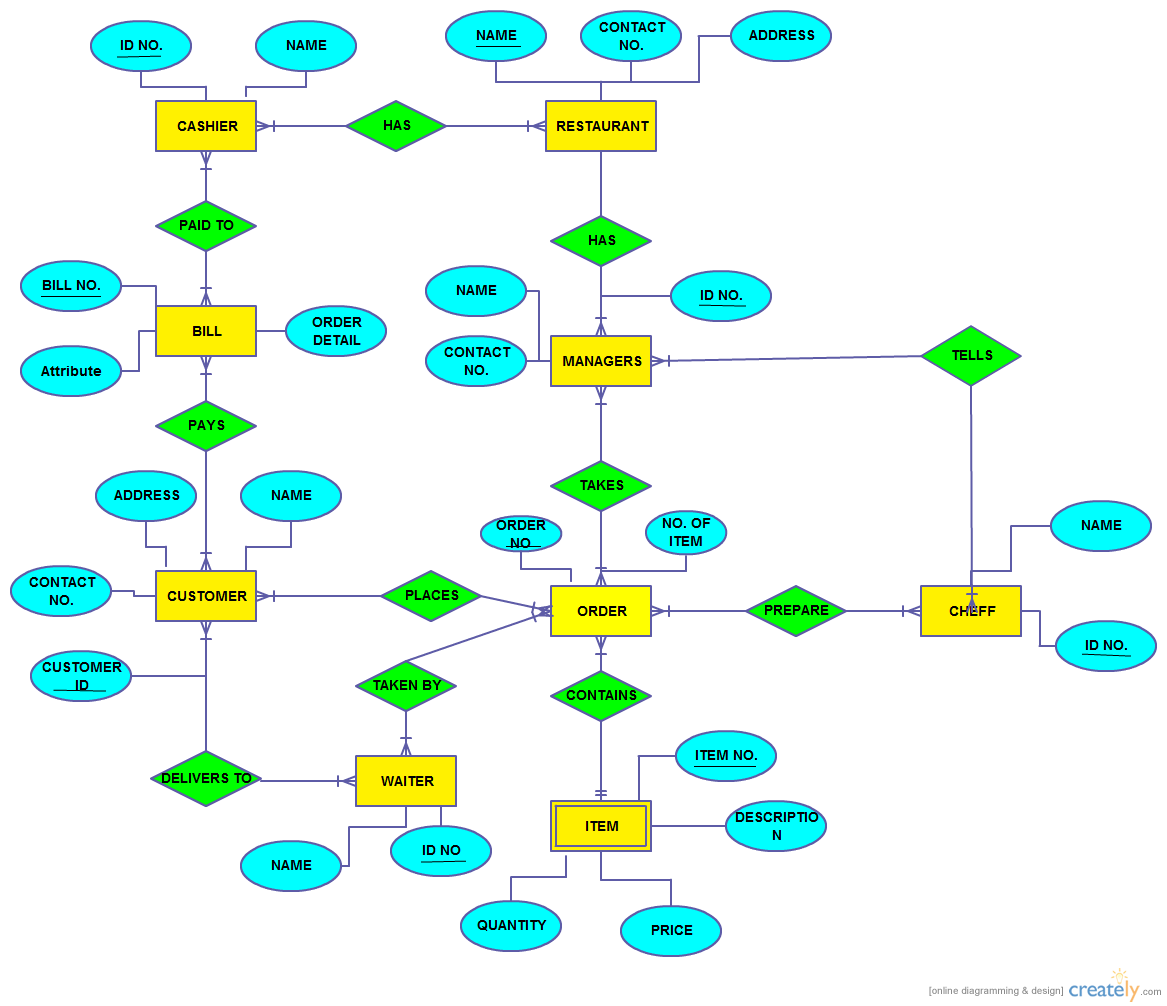 ID NO.
NAME
NAME
CONTACT
NO.
ADDRESS
CASHIER
HAS
RESTAURANT
PAID TO
HAS
BILL NO.
NAME
ID NO.
ORDER
DETAIL
BILL
Attribute
CONTACT
NO.
MANAGERS
TELLS
PAYS
ADDRESS
NAME
TAKES
ORDER
NO
NO. OF
ITEM
NAME
CONTACT
NO.
CUSTOMER
PLACES
ORDER
PREPARE
CHEFF
ID NO.
CUSTOMER
ID
TAKEN BY
CONTAINS
DELIVERS TO
WAITER
ITEM NO.
ITEM
DESCRIPTIO
N
NAME
ID NO
QUANTITY
PRICE
[online diagramming & design] creately.com